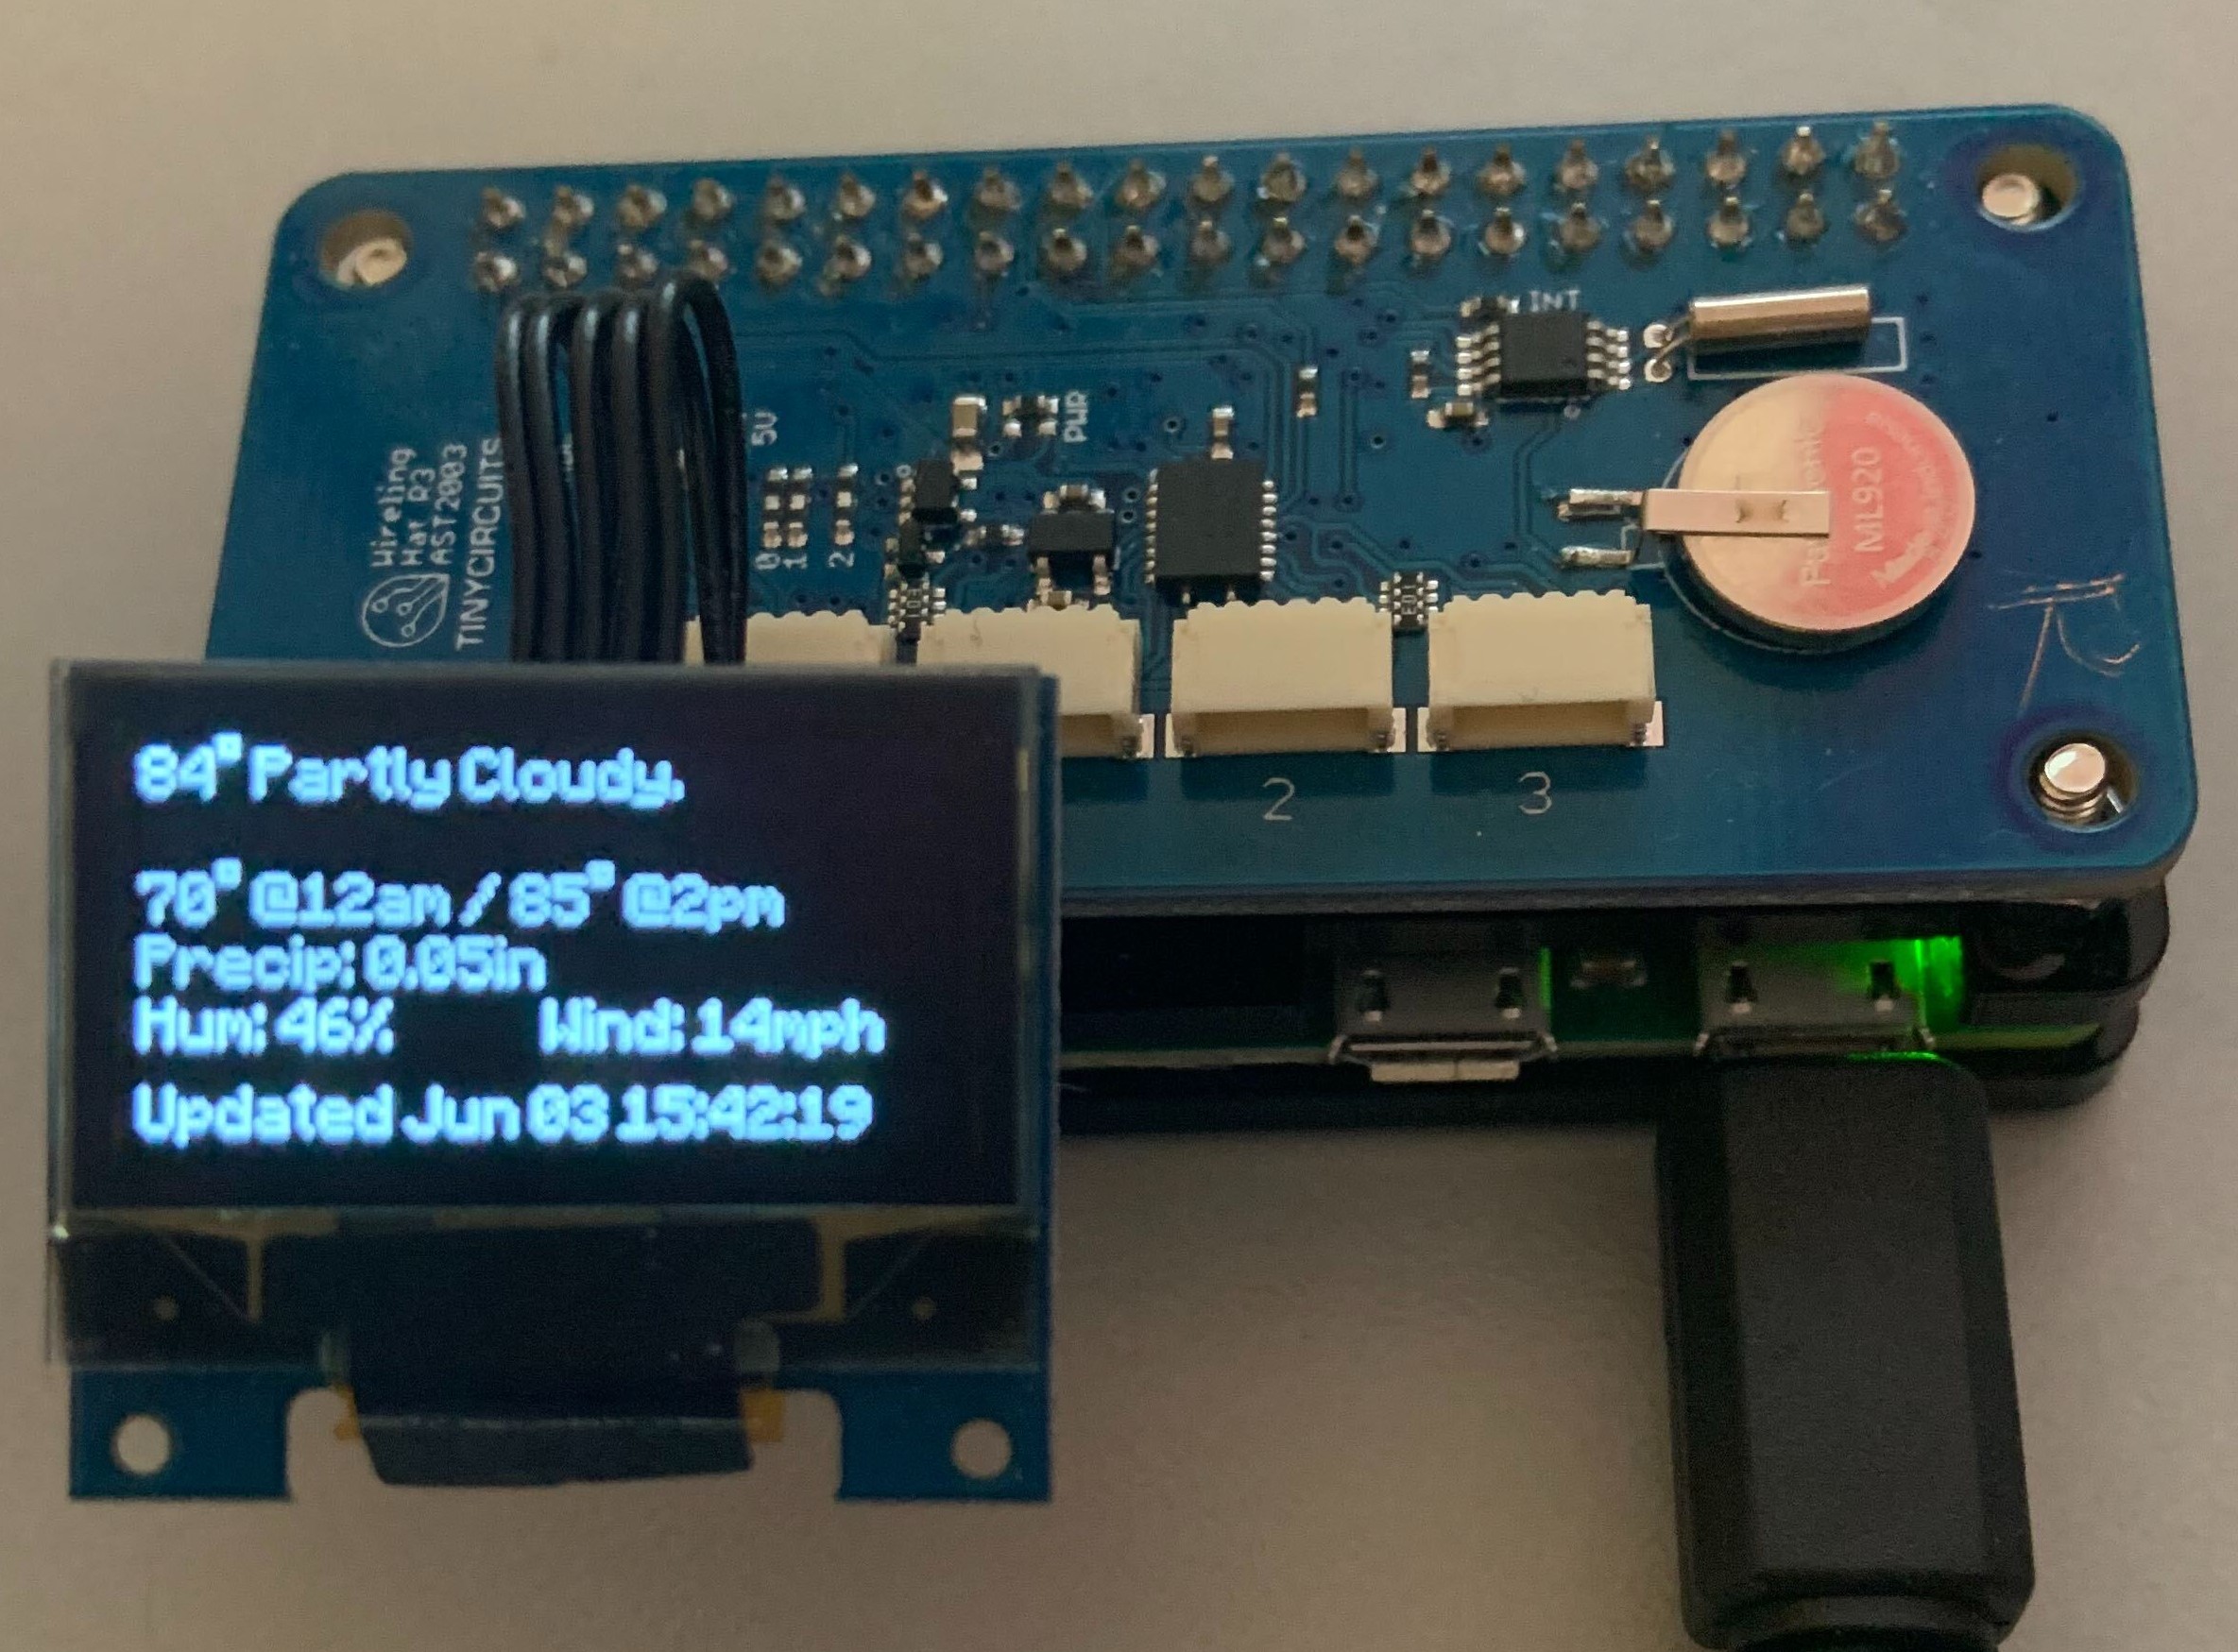 84° Partly Cloudy.
70° @12am / 85° @2pm
Precip: 0.05in
Hum: 46% Wind: 14mph
Updated Jun 03 15:42:19
Wireling
Hat R3
AST2003
TINYCIRCUITS
5V
0
1
2
PWR
INT
Panasonic
ML920
2
3
R